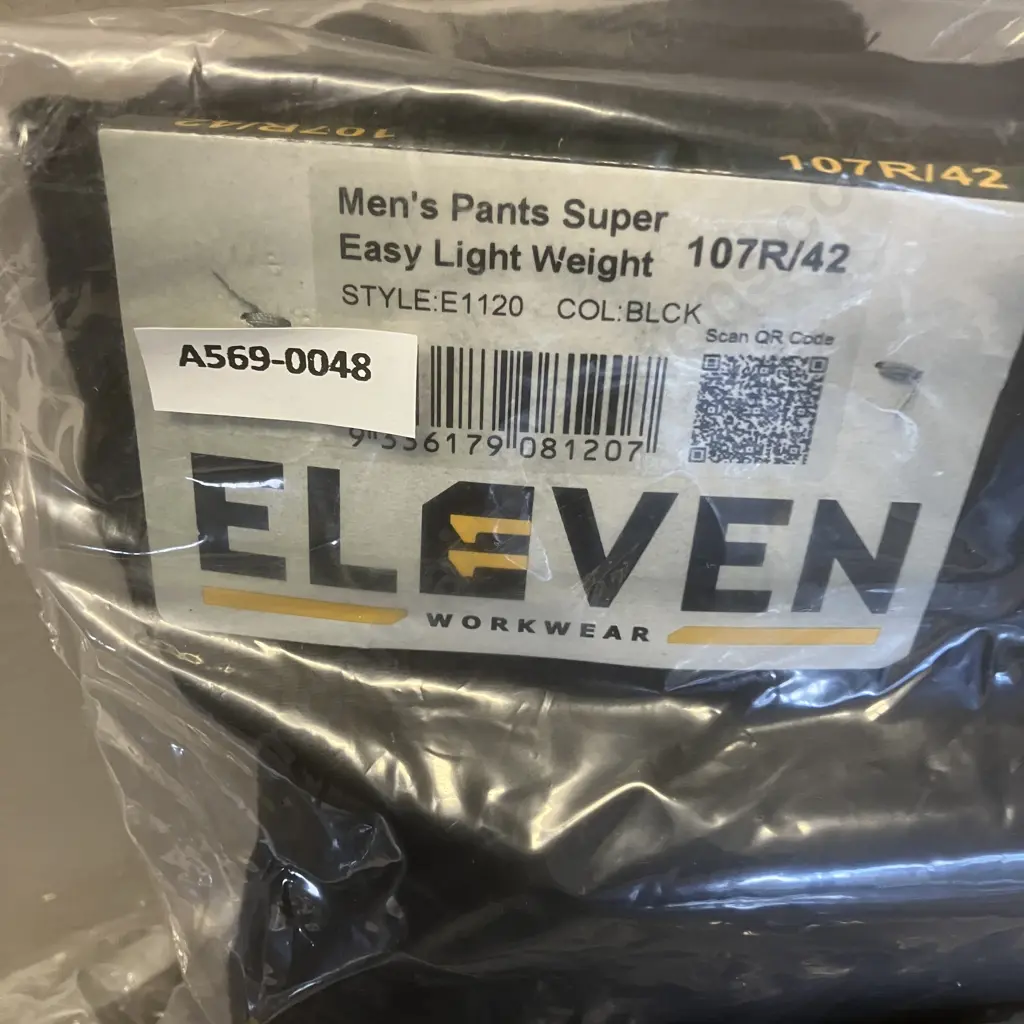 107R/42
107R/42
Men's Pants Super
Easy Light Weight
107R/42
STYLE:E1120 COL:BLCK
Scan QR Code
A569-0048
9 336179 081207
ELEVEN
11
WORKWEAR